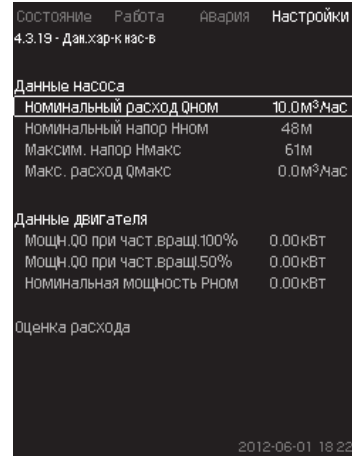 Состояние Работа Авария Настройки
4.3.19 - Дан.хар-к нас-в
Данные насоса
Номинальный расход Qном 10.0м³/час
Номинальный напор Hном 48м
Максим. напор Hмакс 61м
Макс. расход Qмакс 0.0м³/час
Данные двигателя
Мощн.Q0 при част.вращ.100% 0.00кВт
Мощн.Q0 при част.вращ.50% 0.00кВт
Номинальная мощность Pном 0.00кВт
Оценка расхода
2012-06-01 18:22